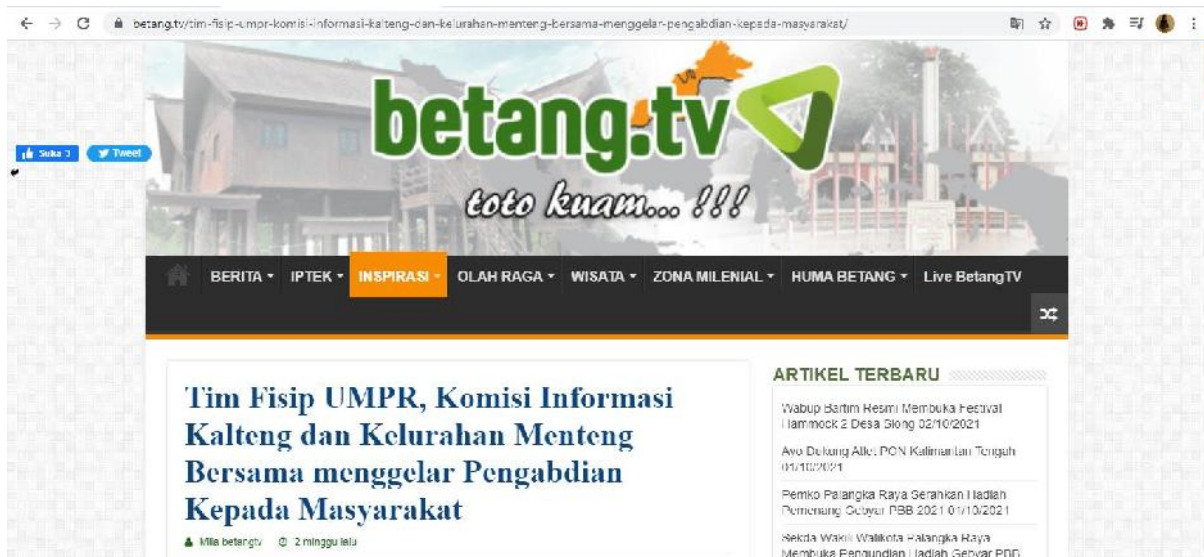 betang.tv/tim-fisip-umpr-komisi-informasi-kalteng-dan-kelurahan-menteng-bersama-menggelar-pengabdian-kepada-masyarakat/
betang.tv
toto kuam... !!!
Suka 3 Tweet
BERITA IPTEK INSPIRASI OLAH RAGA WISATA ZONA MILENIAL HUMA BETANG Live BetangTV
Tim Fisip UMPR, Komisi Informasi
Kalteng dan Kelurahan Menteng
Bersama menggelar Pengabdian
Kepada Masyarakat
Mila betangtv 2 minggu lalu
ARTIKEL TERBARU
Wabup Bartim Resmi Membuka Festival
Hammock 2 Desa 02/10/2021
Ayo Dukung Atlet PON Kalimantan Tengah
01/10/2021
Pemko Palangka Raya Serahkan Hadiah
Pemenang Gebyar PBB 2021 01/10/2021
Sekda Wakili Walikota Palangka Raya
Membuka Pengundian Hadiah Gebyar PBB